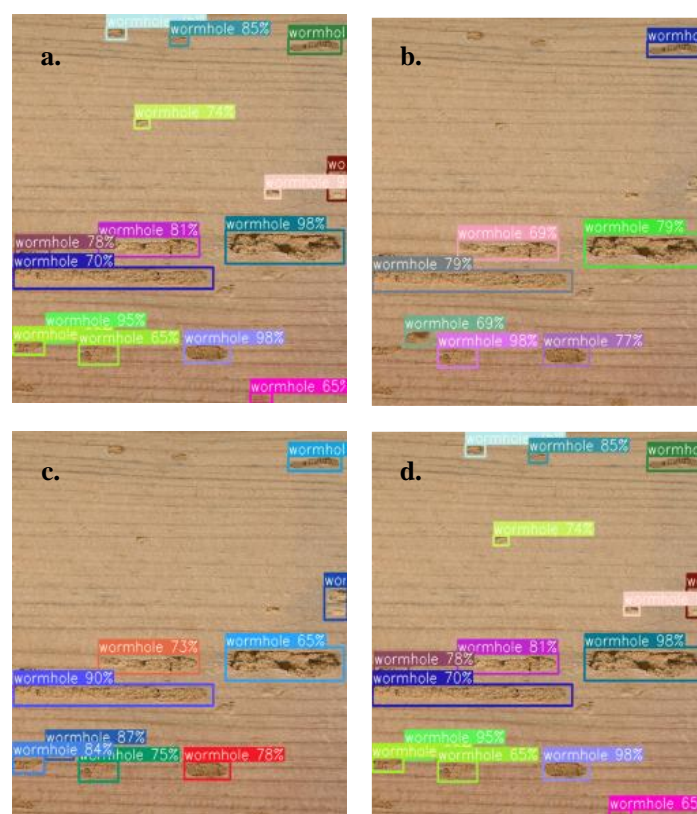 a.
wormhole 85%
wormhol
wormhole 74%
wo
wormhole 81%
wormhole 98%
wormhole 78%
wormhole 70%
wormhole 95%
wormhole
wormhole 65%
wormhole 98%
wormhole 65%
b.
wormho
wormhole 69%
wormhole 79%
wormhole 79%
wormhole 69%
wormhole 98%
wormhole 77%
c.
wormhol
wor
wormhole 73%
wormhole 65%
wormhole 90%
wormhole 87%
wormhole 84%
wormhole 75%
wormhole 78%
d.
wormhole 85%
wormho
wormhole 74%
w
wormhole 81%
wormhole 98%
wormhole 78%
wormhole 70%
wormhole 95%
wormhole
wormhole 65%
wormhole 98%
wormhole 65